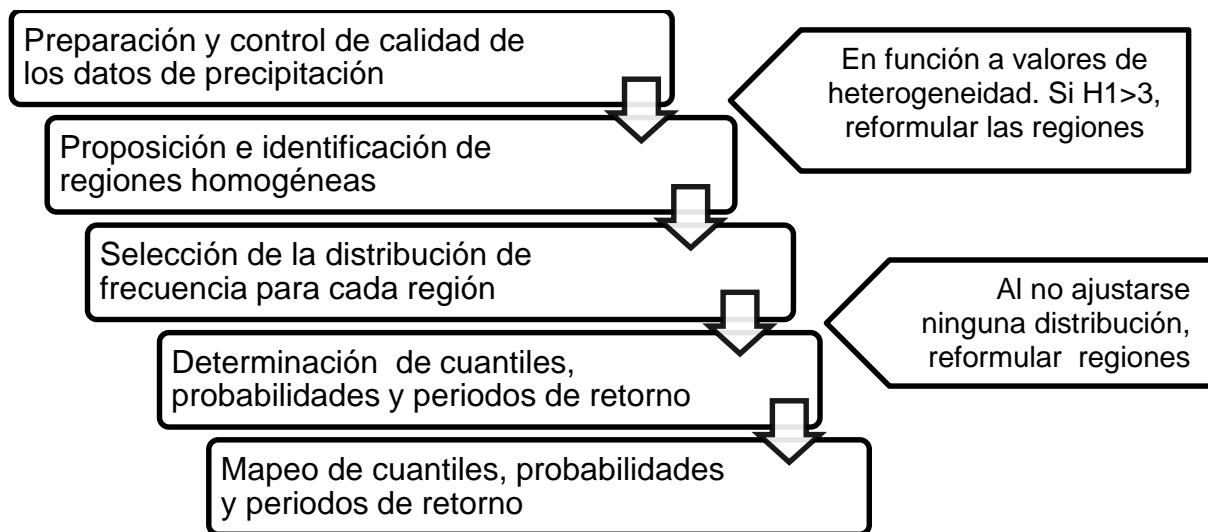 Preparación y control de calidad de
los datos de precipitación
En función a valores de
heterogeneidad. Si H1>3,
reformular las regiones
Proposición e identificación de
regiones homogéneas
Selección de la distribución de
frecuencia para cada región
Al no ajustarse
ninguna distribución,
reformular regiones
Determinación de cuantiles,
probabilidades y periodos de retorno
Mapeo de cuantiles, probabilidades
y periodos de retorno